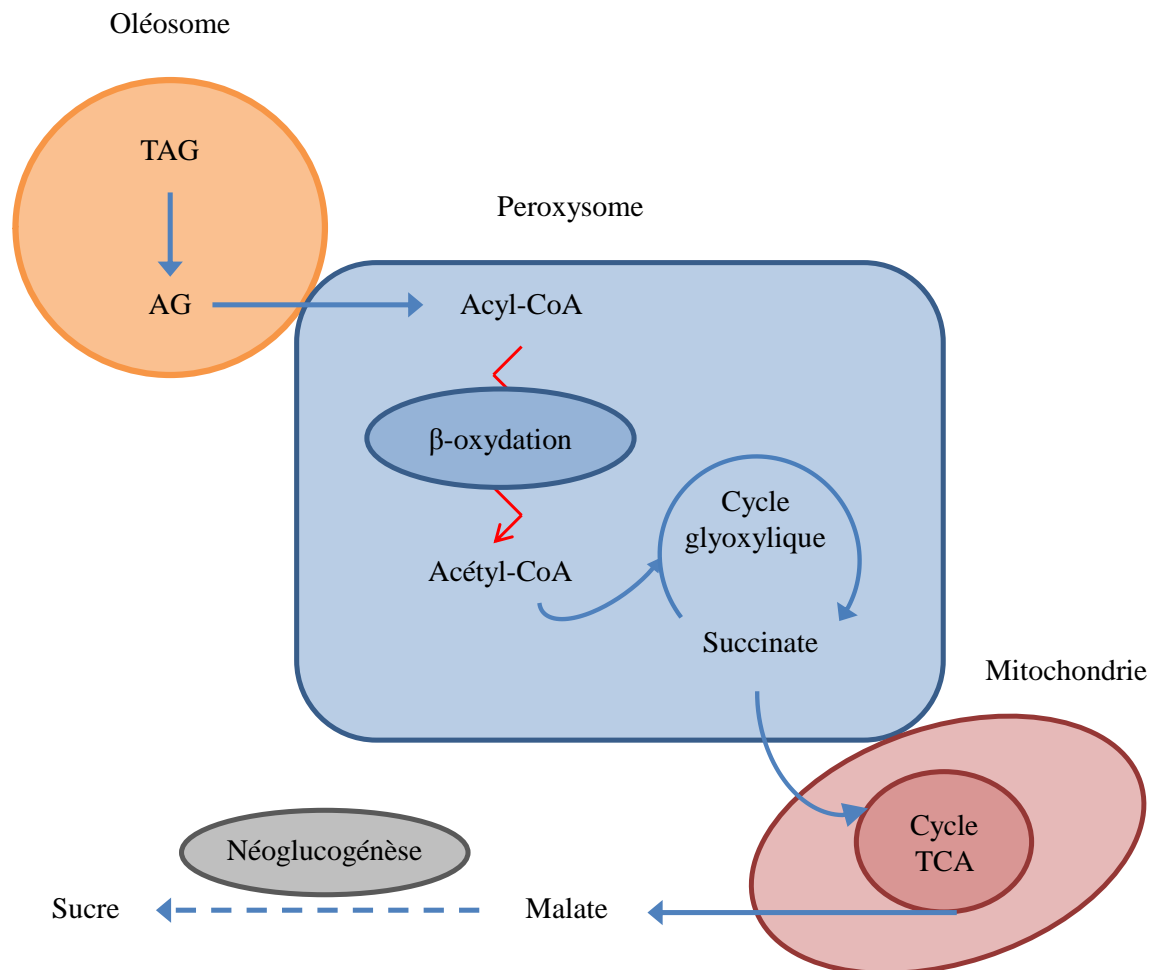 Oléosome
TAG
Peroxysome
AG
Acyl-CoA
β-oxydation
Cycle
glyoxylique
Acétyl-CoA
Succinate
Mitochondrie
Cycle
TCA
Néoglucogénèse
Sucre
Malate